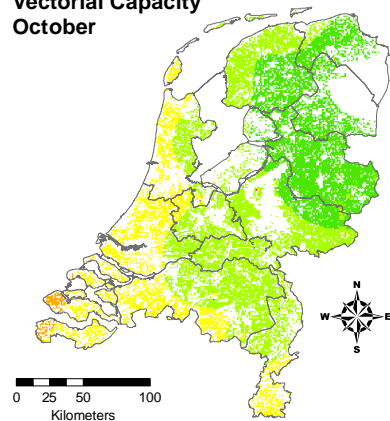 Vectorial Capacity
October
N
W E
S
0 25 50 100
Kilometers